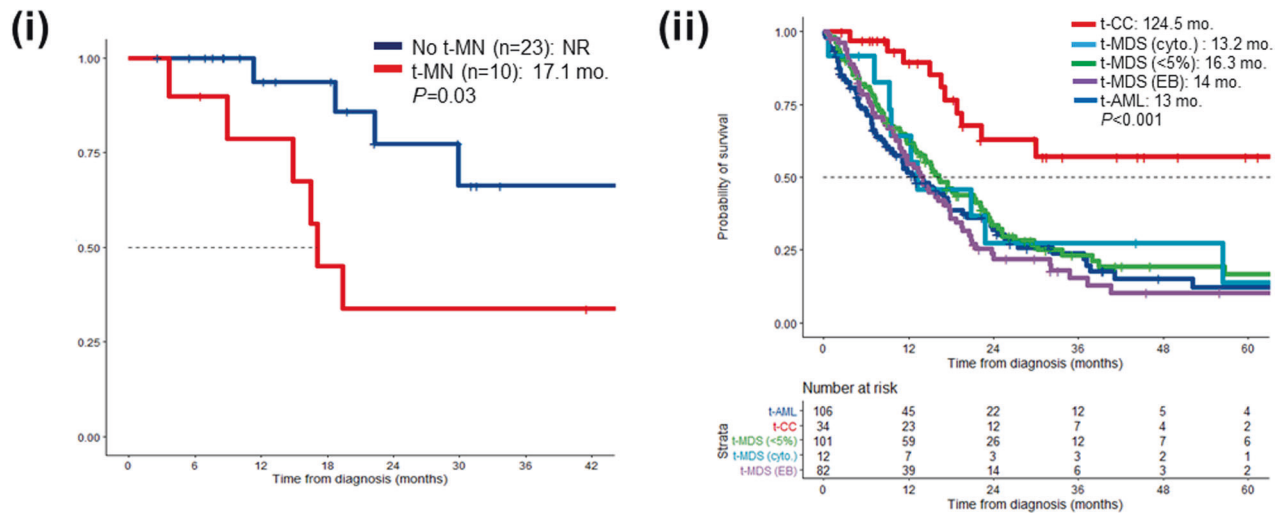 (i)
No t-MN (n=23): NR
t-MN (n=10): 17.1 mo.
P=0.03
1.00
0.75
0.50
0.25
0.00
0 6 12 18 24 30 36 42
Time from diagnosis (months)
(ii)
t-CC: 124.5 mo.
t-MDS (cyto.) : 13.2 mo.
t-MDS (<5%): 16.3 mo.
t-MDS (EB): 14 mo.
t-AML: 13 mo.
P<0.001
Probability of survival
1.00
0.75
0.50
0.25
0.00
0 12 24 36 48 60
Time from diagnosis (months)
Number at risk
Strata
t-AML 106 45 22 12 5 4
t-CC 34 23 12 7 4 2
t-MDS (<5%) 101 59 26 12 7 6
t-MDS (cyto.) 12 7 3 3 2 1
t-MDS (EB) 82 39 14 6 3 2
0 12 24 36 48 60
Time from diagnosis (months)